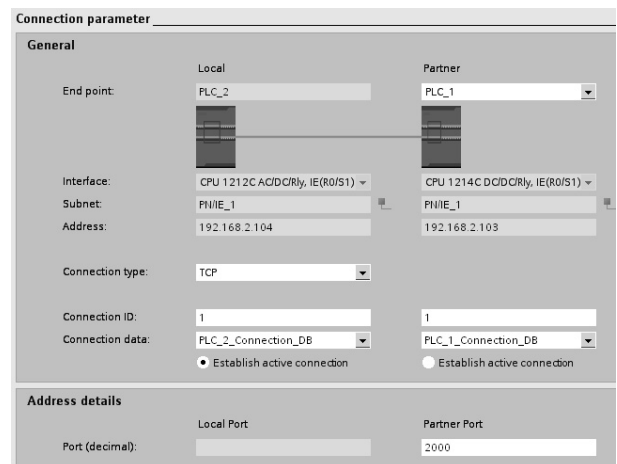 Connection parameter
General
Local Partner
End point: PLC_2 PLC_1
Interface: CPU 1212C AC/DC/Rly, IE(R0/S1) CPU 1214C DC/DC/Rly, IE(R0/S1)
Subnet: PN/IE_1 PN/IE_1
Address: 192.168.2.104 192.168.2.103
Connection type: TCP
Connection ID: 1 1
Connection data: PLC_2_Connection_DB PLC_1_Connection_DB
Establish active connection Establish active connection
Address details
Local Port Partner Port
Port (decimal): 2000